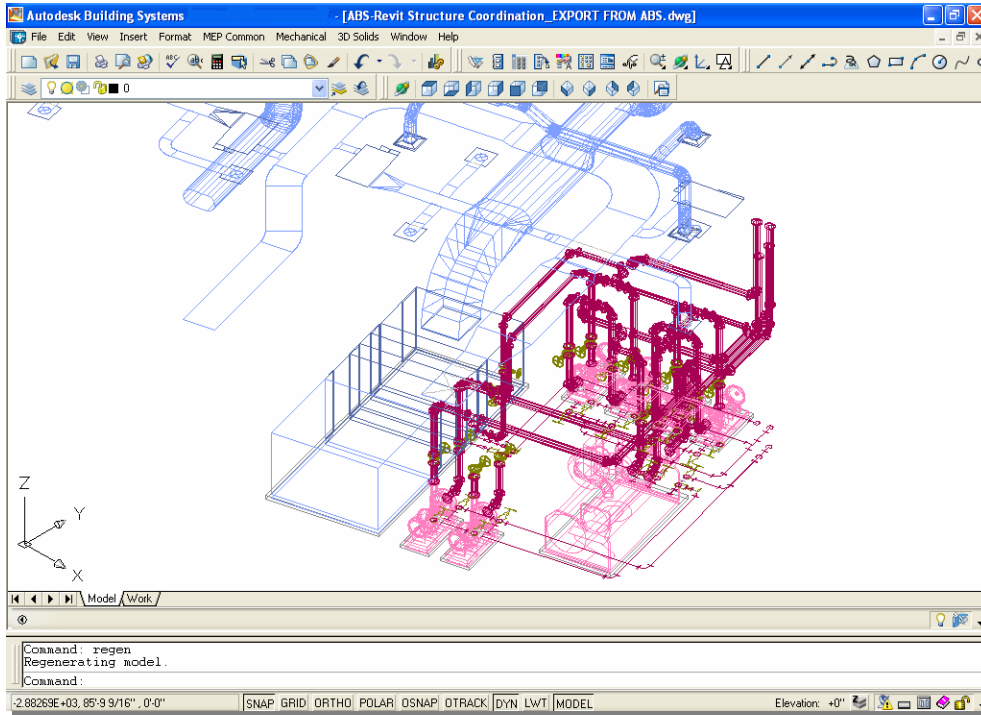 Autodesk Building Systems - [ABS-Revit Structure Coordination_EXPORT FROM ABS.dwg]
File Edit View Insert Format MEP Common Mechanical 3D Solids Window Help
ABC
0
Z
Y
X
Model Work
Command: regen
Regenerating model.
Command:
-2.88269E+03, 85'-9 9/16", 0'-0" SNAP GRID ORTHO POLAR OSNAP OTRACK DYN LWT MODEL Elevation: +0"